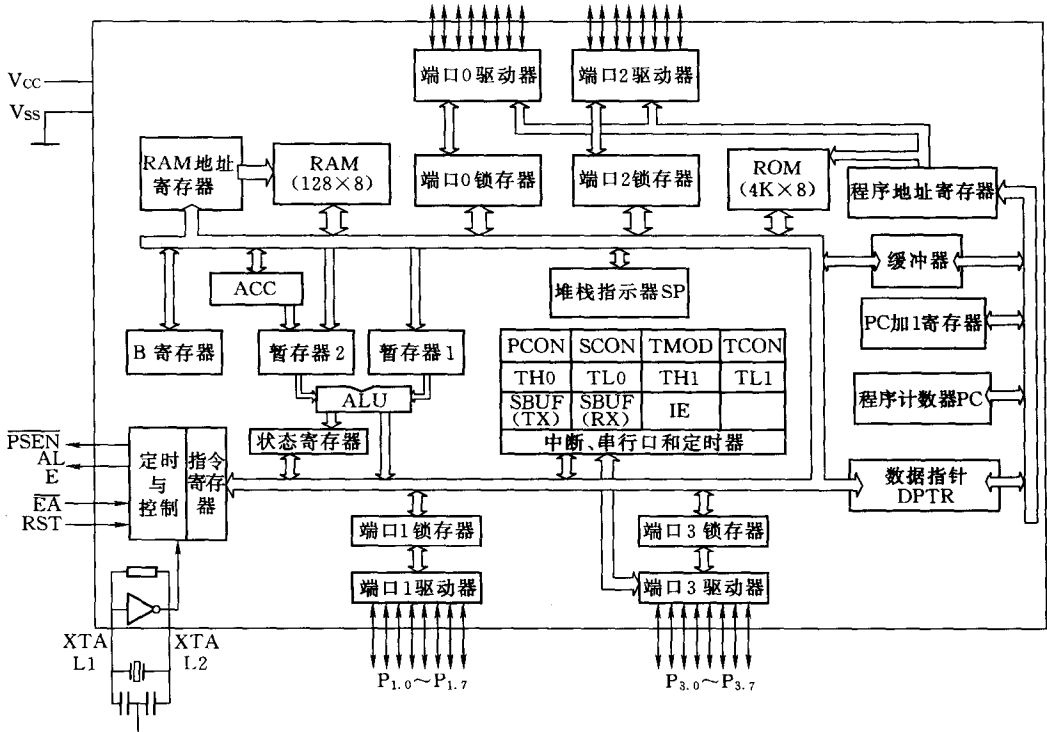 端口0驱动器
端口2驱动器
V_CC
V_SS
RAM地址
寄存器
RAM
(128×8)
端口0锁存器
端口2锁存器
ROM
(4K×8)
程序地址寄存器
缓冲器
ACC
堆栈指示器SP
PC加1寄存器
B寄存器
暂存器2
暂存器1
PCON SCON TMOD TCON
TH0 TL0 TH1 TL1
SBUF
(TX)
SBUF
(RX)
IE
中断、串行口和定时器
程序计数器PC
ALU
状态寄存器
PSEN
AL
E
EA
RST
定时
与
控制
指令
寄存
器
数据指针
DPTR
端口1锁存器
端口3锁存器
端口1驱动器
端口3驱动器
XTA
L1
XTA
L2
P1.0~P1.7
P3.0~P3.7